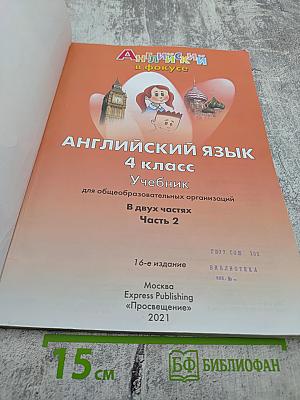 Английский
в фокусе
АНГЛИЙСКИЙ ЯЗЫК
4 класс
Учебник
для общеобразовательных организаций
В двух частях
Часть 2
16-е издание
БИБЛИОТЕКА
Москва
Express Publishing
«Просвещение»
2021
15 см
БФ БИБЛИОФАН